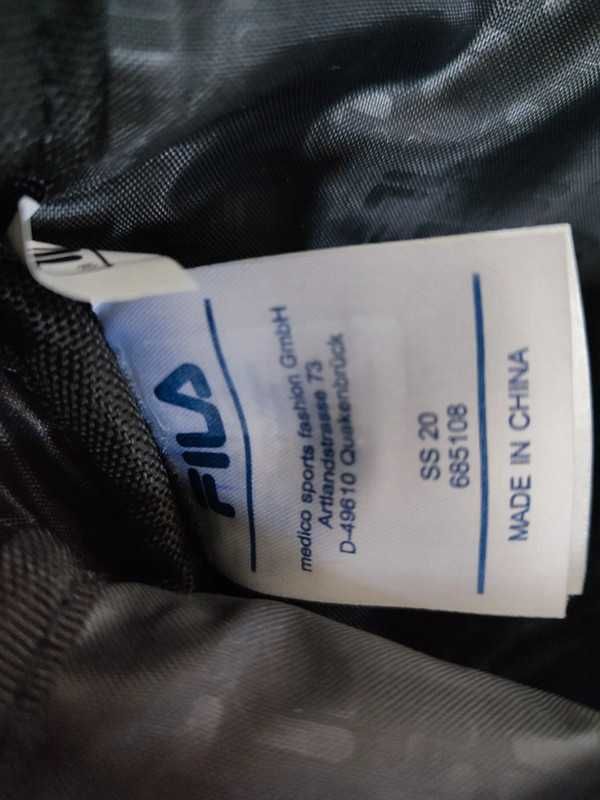 FILA
medico sports fashion GmbH
Artlandstrasse 73
D-49610 Quakenbrück
SS 20
685108
MADE IN CHINA